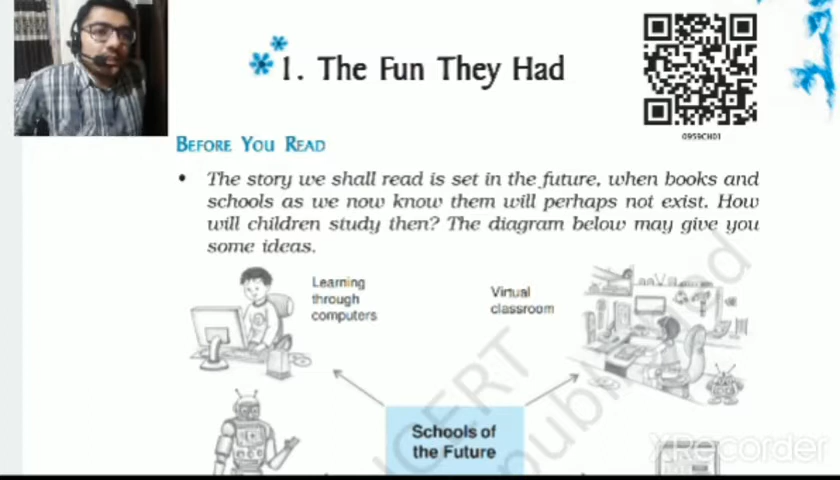 1. The Fun They Had
0959CH01
BEFORE YOU READ
• The story we shall read is set in the future, when books and
schools as we now know them will perhaps not exist. How
will children study then? The diagram below may give you
some ideas.
Learning
through
computers
Virtual
classroom
Schools of
the Future
NCERT
published
XRecorder